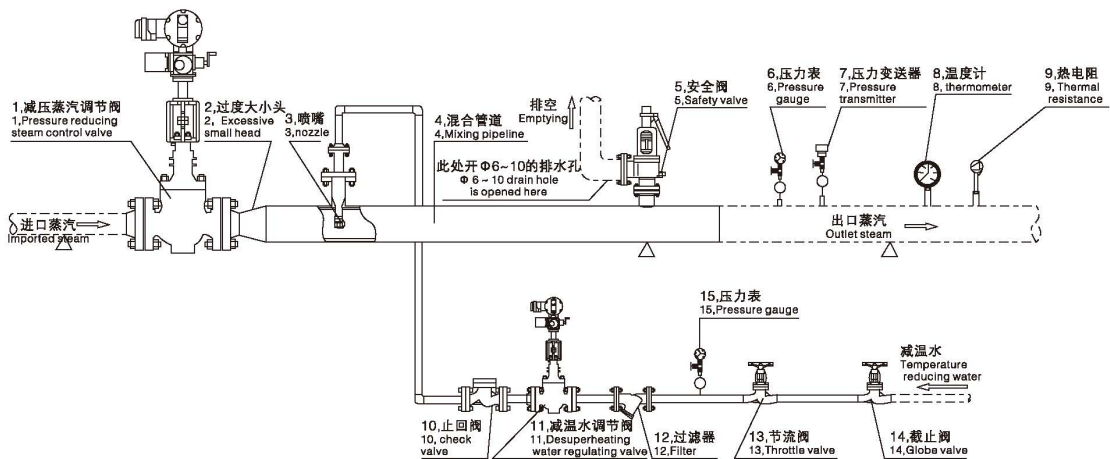 1,减压蒸汽调节阀
1,Pressure reducing
steam control valve
2,过度大小头
2, Excessive
small head
3,喷嘴
3,nozzle
4,混合管道
4,Mixing pipeline
排空
Emptying
此处开Φ6~10的排水孔
Φ6~10 drain hole
is opened here
5,安全阀
5,Safety valve
6,压力表
6,Pressure
gauge
7,压力变送器
7,Pressure
transmitter
8,温度计
8, thermometer
9,热电阻
9, Thermal
resistance
进口蒸汽
Imported steam
出口蒸汽
Outlet steam
15,压力表
15,Pressure gauge
减温水
Temperature
reducing water
10,止回阀
10, check
valve
11,减温水调节阀
11,Desuperheating
water regulating valve
12,过滤器
12,Filter
13,节流阀
13,Throttle valve
14,截止阀
14,Globe valve